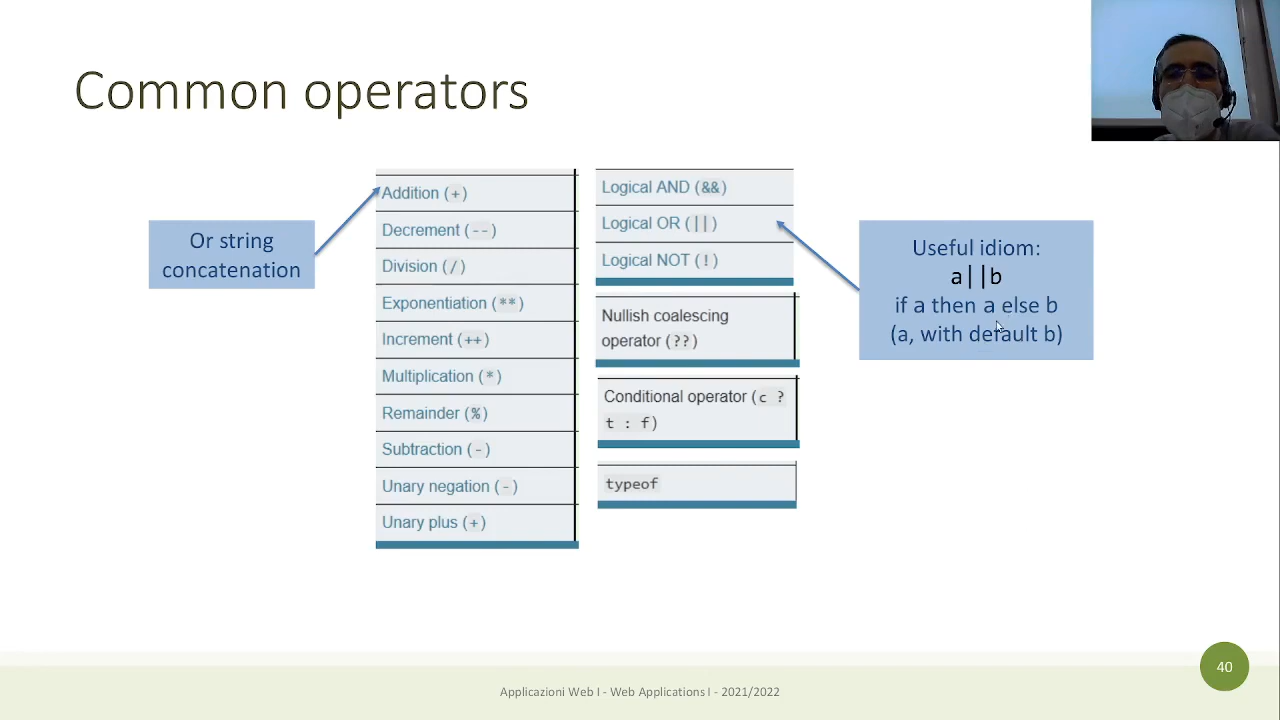 Common operators
Or string
concatenation
Addition (+)
Decrement (--)
Division (/)
Exponentiation (**)
Increment (++)
Multiplication (*)
Remainder (%)
Subtraction (-)
Unary negation (-)
Unary plus (+)
Logical AND (&&)
Logical OR (||)
Logical NOT (!)
Nullish coalescing
operator (??)
Conditional operator (c ?
t : f)
typeof
Useful idiom:
a||b
if a then a else b
(a, with default b)
Applicazioni Web I - Web Applications I - 2021/2022
40